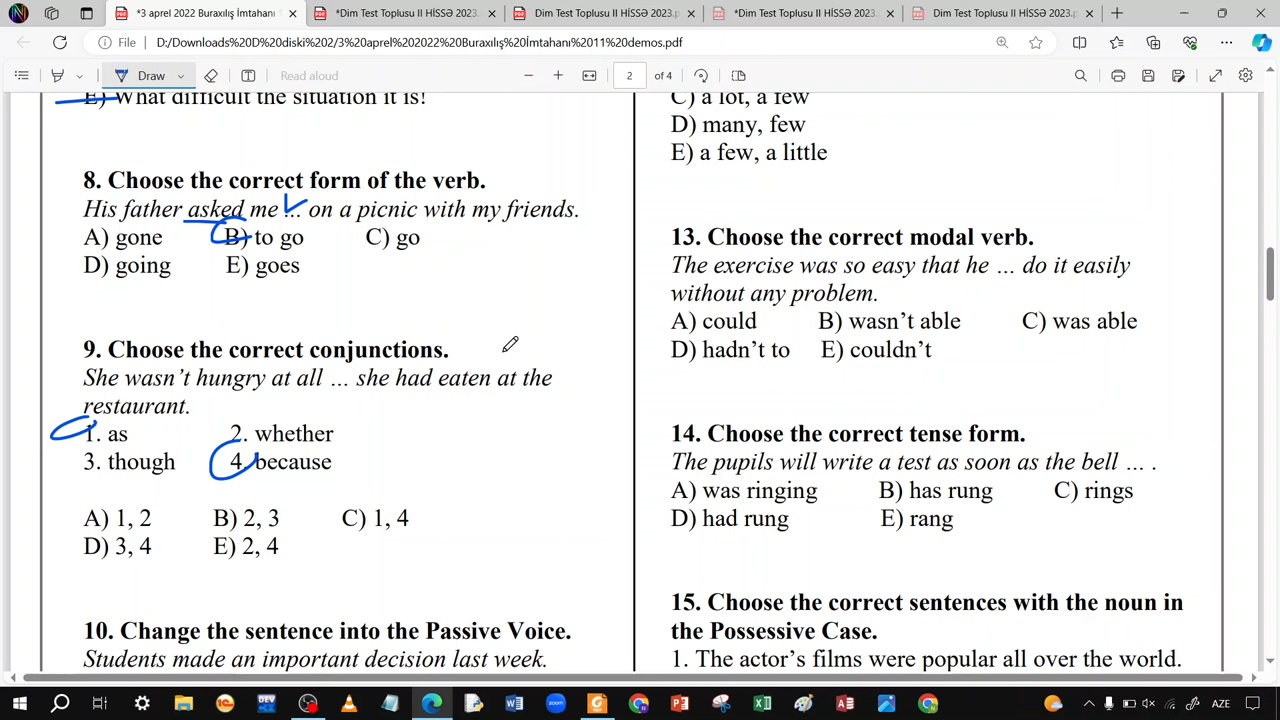 *3 aprel 2022 Buraxılış İmtahanı
*Dim Test Toplusu II HİSSƏ 2023.p
Dim Test Toplusu II HİSSƏ 2023.p
*Dim Test Toplusu II HİSSƏ 2023.p
Dim Test Toplusu II HİSSƏ 2023.p
File
D:/Downloads%20D%20diski%202/3%20aprel%202022%20Buraxılış%20İmtahanı%2011%20demos.pdf
Draw
Read aloud
2
of 4
E) What difficult the situation it is!
8. Choose the correct form of the verb.
His father asked me ... on a picnic with my friends.
A) gone B) to go C) go
D) going E) goes
9. Choose the correct conjunctions.
She wasn't hungry at all ... she had eaten at the
restaurant.
1. as 2. whether
3. though 4. because
A) 1, 2 B) 2, 3 C) 1, 4
D) 3, 4 E) 2, 4
10. Change the sentence into the Passive Voice.
Students made an important decision last week.
C) a lot, a few
D) many, few
E) a few, a little
13. Choose the correct modal verb.
The exercise was so easy that he ... do it easily
without any problem.
A) could B) wasn't able C) was able
D) hadn't to E) couldn't
14. Choose the correct tense form.
The pupils will write a test as soon as the bell ... .
A) was ringing B) has rung C) rings
D) had rung E) rang
15. Choose the correct sentences with the noun in
the Possessive Case.
1. The actor's films were popular all over the world.
AZE